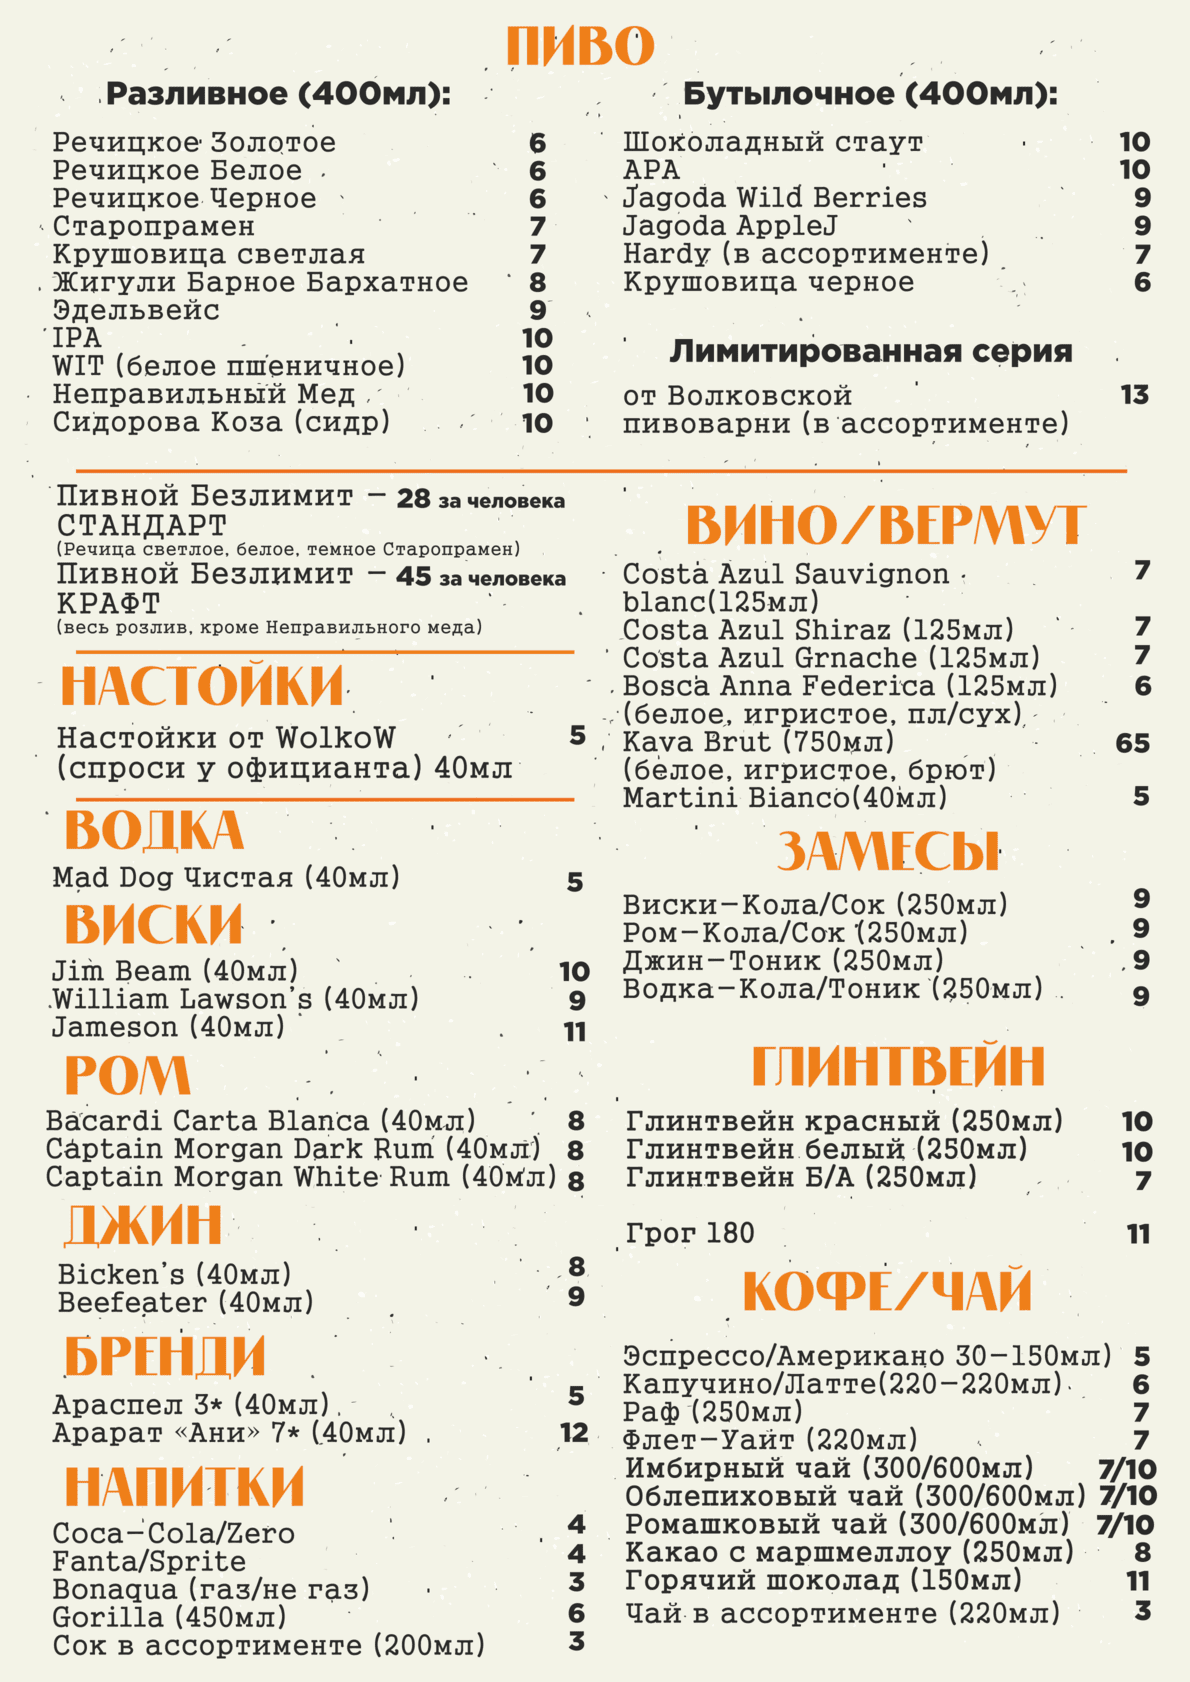 ПИВО
Разливное (400мл):
Речицкое Золотое 6
Речицкое Белое 6
Речицкое Черное 6
Старопрамен 7
Крушовица светлая 7
Жигули Барное Бархатное 8
Эдельвейс 9
IPA 10
WIT (белое пшеничное) 10
Неправильный Мед 10
Сидорова Коза (сидр) 10
Бутылочное (400мл):
Шоколадный стаут 10
APA 10
Jagoda Wild Berries 9
Jagoda AppleJ 9
Hardy (в ассортименте) 7
Крушовица черное 6
Лимитированная серия
от Волковской 13
пивоварни (в ассортименте)
Пивной Безлимит – 28 за человека
СТАНДАРТ
(Речица светлое, белое, темное Старопрамен)
Пивной Безлимит – 45 за человека
КРАФТ
(весь розлив, кроме Неправильного меда)
НАСТОЙКИ
Настойки от WolkoW 5
(спроси у официанта) 40мл
ВОДКА
Mad Dog Чистая (40мл) 5
ВИСКИ
Jim Beam (40мл) 10
William Lawson's (40мл) 9
Jameson (40мл) 11
РОМ
Bacardi Carta Blanca (40мл) 8
Captain Morgan Dark Rum (40мл) 8
Captain Morgan White Rum (40мл) 8
ДЖИН
Bicken's (40мл) 8
Beefeater (40мл) 9
БРЕНДИ
Араспел 3* (40мл) 5
Арарат «Ани» 7* (40мл) 12
НАПИТКИ
Coca-Cola/Zero 4
Fanta/Sprite 4
Bonaqua (газ/не газ) 3
Gorilla (450мл) 6
Сок в ассортименте (200мл) 3
ВИНО/ВЕРМУТ
Costa Azul Sauvignon 7
blanc(125мл)
Costa Azul Shiraz (125мл) 7
Costa Azul Grnache (125мл) 7
Bosca Anna Federica (125мл) 6
(белое, игристое, пл/сух)
Kava Brut (750мл) 65
(белое, игристое, брют)
Martini Bianco(40мл) 5
ЗАМЕСЫ
Виски-Кола/Сок (250мл) 9
Ром-Кола/Сок (250мл) 9
Джин-Тоник (250мл) 9
Водка-Кола/Тоник (250мл) 9
ГЛИНТВЕЙН
Глинтвейн красный (250мл) 10
Глинтвейн белый (250мл) 10
Глинтвейн Б/А (250мл) 7
Грог 180 11
КОФЕ/ЧАЙ
Эспрессо/Американо 30-150мл) 5
Капучино/Латте(220-220мл) 6
Раф (250мл) 7
Флет-Уайт (220мл) 7
Имбирный чай (300/600мл) 7/10
Облепиховый чай (300/600мл) 7/10
Ромашковый чай (300/600мл) 7/10
Какао с маршмеллоу (250мл) 8
Горячий шоколад (150мл) 11
Чай в ассортименте (220мл) 3